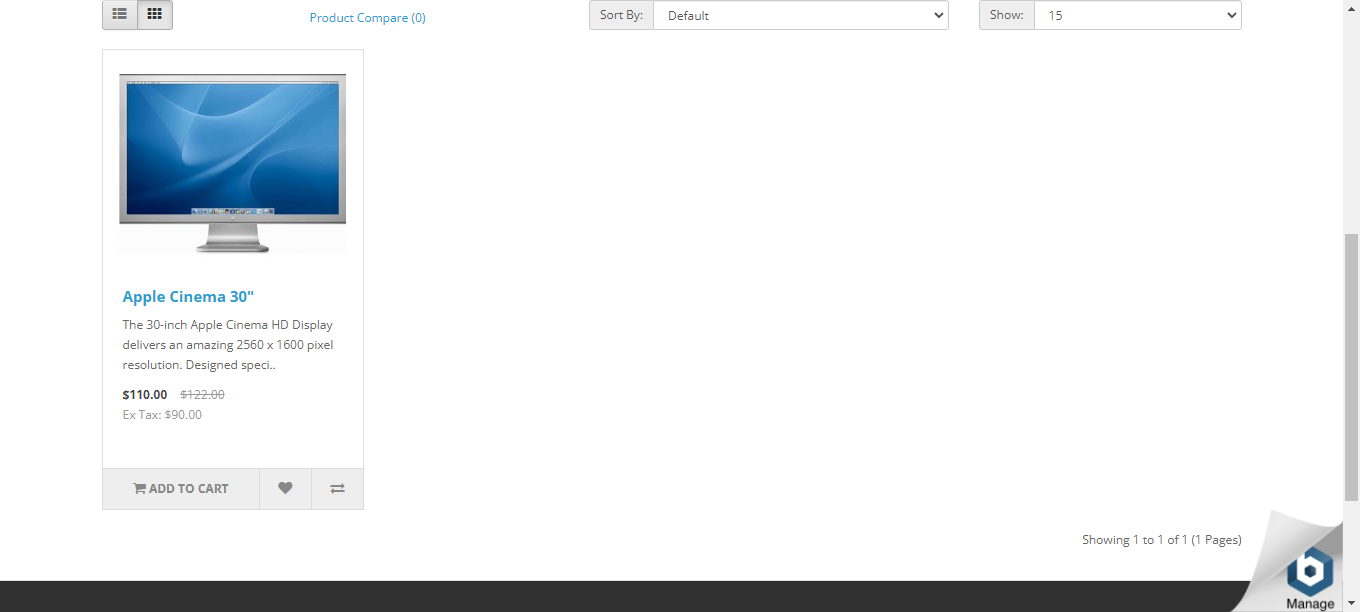 Product Compare (0)
Sort By:
Default
Show:
15
Apple Cinema 30"
The 30-inch Apple Cinema HD Display
delivers an amazing 2560 x 1600 pixel
resolution. Designed speci..
$110.00 $122.00
Ex Tax: $90.00
ADD TO CART
Showing 1 to 1 of 1 (1 Pages)
b
Manage